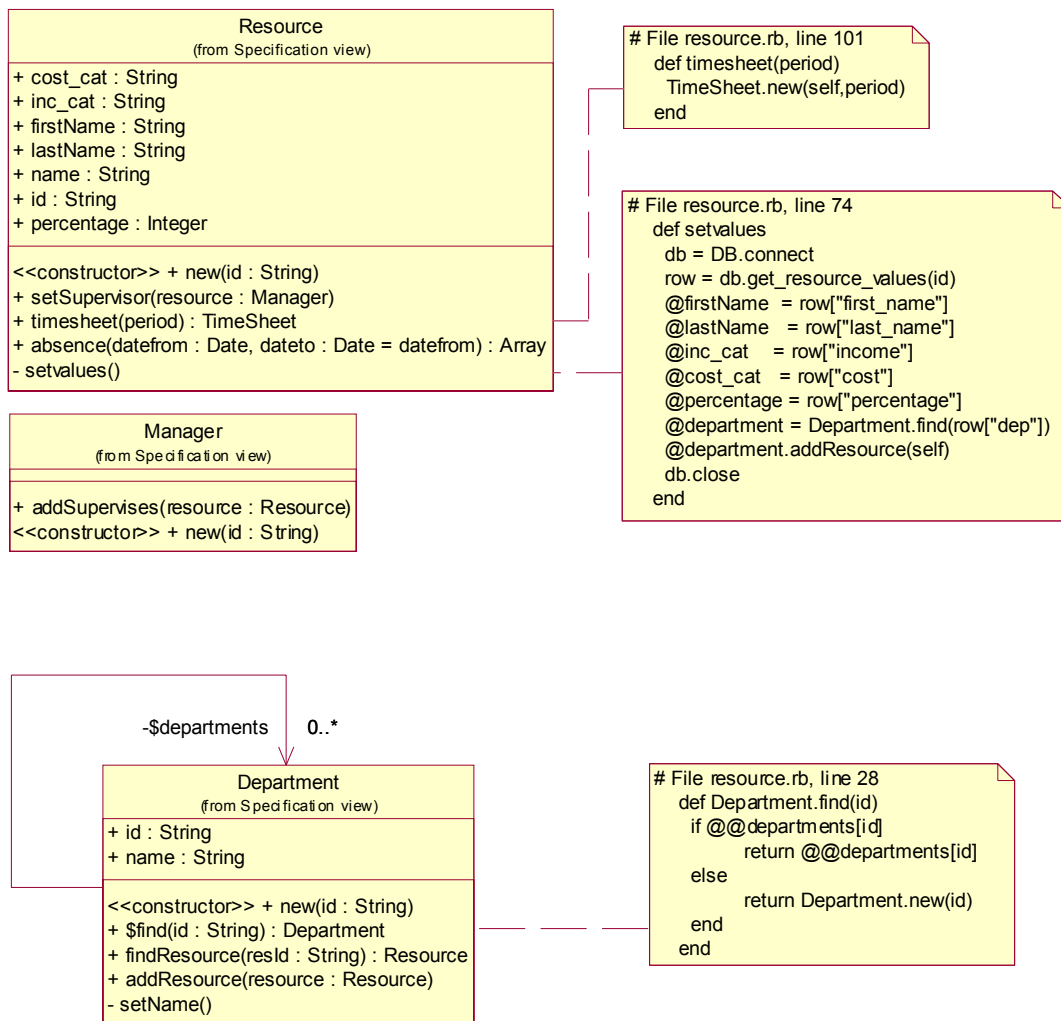 Resource
(from Specification view)
+ cost_cat : String
+ inc_cat : String
+ firstName : String
+ lastName : String
+ name : String
+ id : String
+ percentage : Integer
<<constructor>> + new(id : String)
+ setSupervisor(resource : Manager)
+ timesheet(period) : TimeSheet
+ absence(datefrom : Date, dateto : Date = datefrom) : Array
- setvalues()
# File resource.rb, line 101
def timesheet(period)
TimeSheet.new(self,period)
end
# File resource.rb, line 74
def setvalues
db = DB.connect
row = db.get_resource_values(id)
@firstName = row["first_name"]
@lastName = row["last_name"]
@inc_cat = row["income"]
@cost_cat = row["cost"]
@percentage = row["percentage"]
@department = Department.find(row["dep"])
@department.addResource(self)
db.close
end
Manager
(from Specification view)
+ addSupervises(resource : Resource)
<<constructor>> + new(id : String)
-$departments 0..*
Department
(from Specification view)
+ id : String
+ name : String
<<constructor>> + new(id : String)
+ $find(id : String) : Department
+ findResource(resId : String) : Resource
+ addResource(resource : Resource)
- setName()
# File resource.rb, line 28
def Department.find(id)
if @@departments[id]
return @@departments[id]
else
return Department.new(id)
end
end